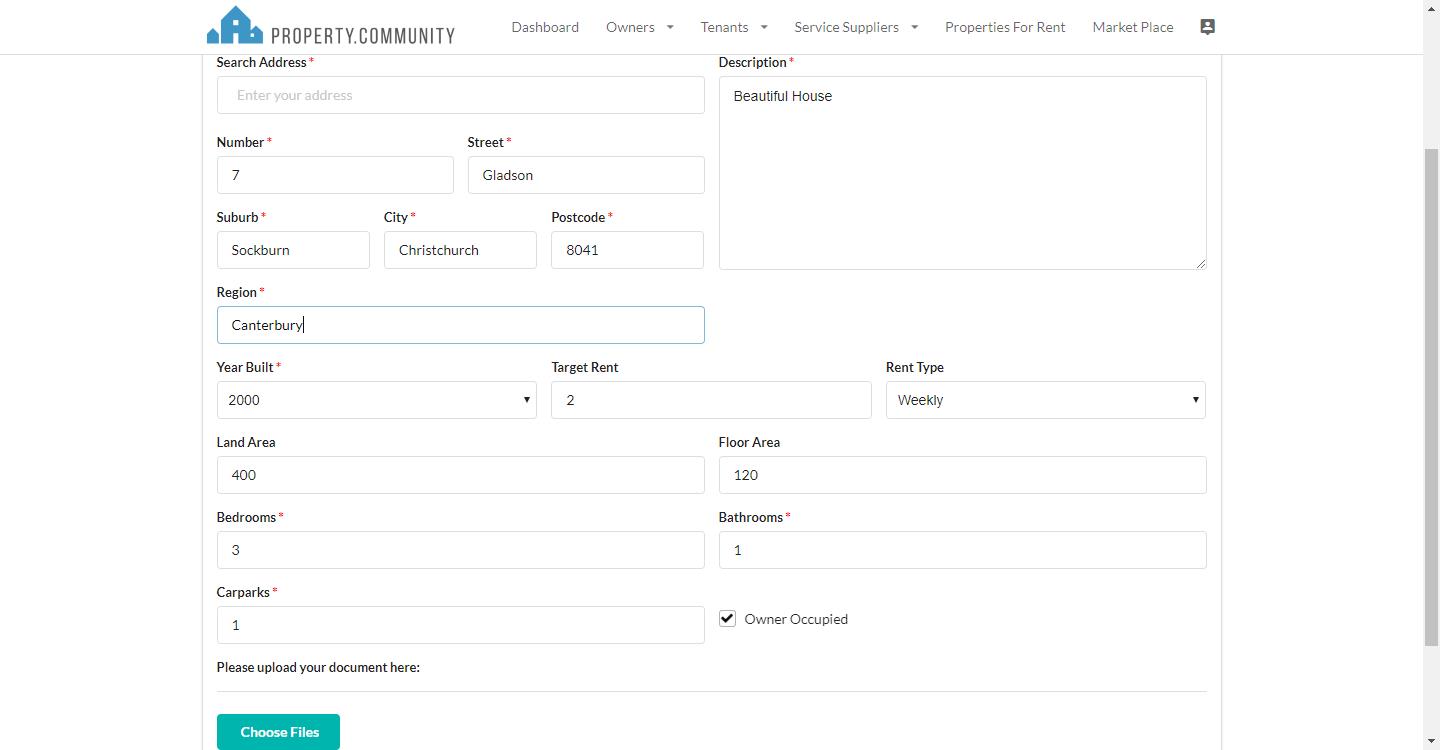 PROPERTY.COMMUNITY
Dashboard Owners Tenants Service Suppliers Properties For Rent Market Place
Search Address * Description *
Enter your address Beautiful House
Number * Street *
7 Gladson
Suburb * City * Postcode *
Sockburn Christchurch 8041
Region *
Canterbury
Year Built * Target Rent Rent Type
2000 2 Weekly
Land Area Floor Area
400 120
Bedrooms * Bathrooms *
3 1
Carparks *
1 Owner Occupied
Please upload your document here:
Choose Files